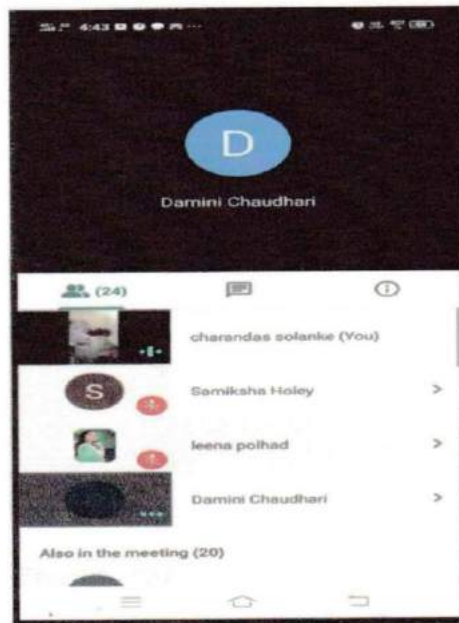 4:43
D
Damini Chaudhari
(24)
charandas solanke (You)
S
Samiksha Holey
leena polhad
Damini Chaudhari
Also in the meeting (20)